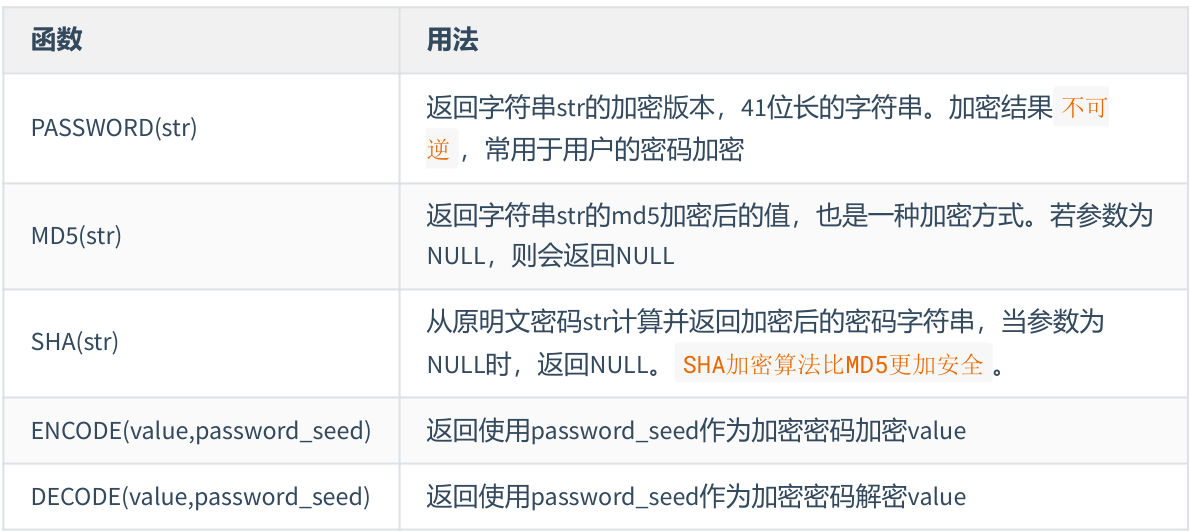 函数
用法
PASSWORD(str)
返回字符串str的加密版本，41位长的字符串。加密结果 不可
逆 ，常用于用户的密码加密
MD5(str)
返回字符串str的md5加密后的值，也是一种加密方式。若参数为
NULL，则会返回NULL
SHA(str)
从原明文密码str计算并返回加密后的密码字符串，当参数为
NULL时，返回NULL。 SHA加密算法比MD5更加安全 。
ENCODE(value,password_seed)
返回使用password_seed作为加密密码加密value
DECODE(value,password_seed)
返回使用password_seed作为加密密码解密value